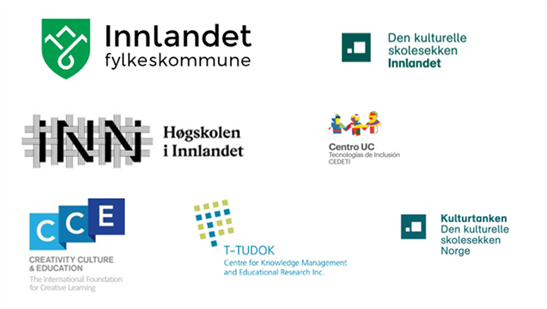 Innlandet
fylkeskommune
Den kulturelle
skolesekken
Innlandet
iNN
Høgskolen
i Innlandet
Centro UC
Tecnologías de Inclusión
CEDETI
CCE
CREATIVITY CULTURE
& EDUCATION
The International Foundation
for Creative Learning
T-TUDOK
Centre for Knowledge Management
and Educational Research Inc.
Kulturtanken
Den kulturelle
skolesekken
Norge